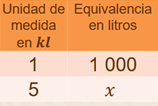 Unidad de medida en kl	Equivalencia en litros
1	1 000
5	x